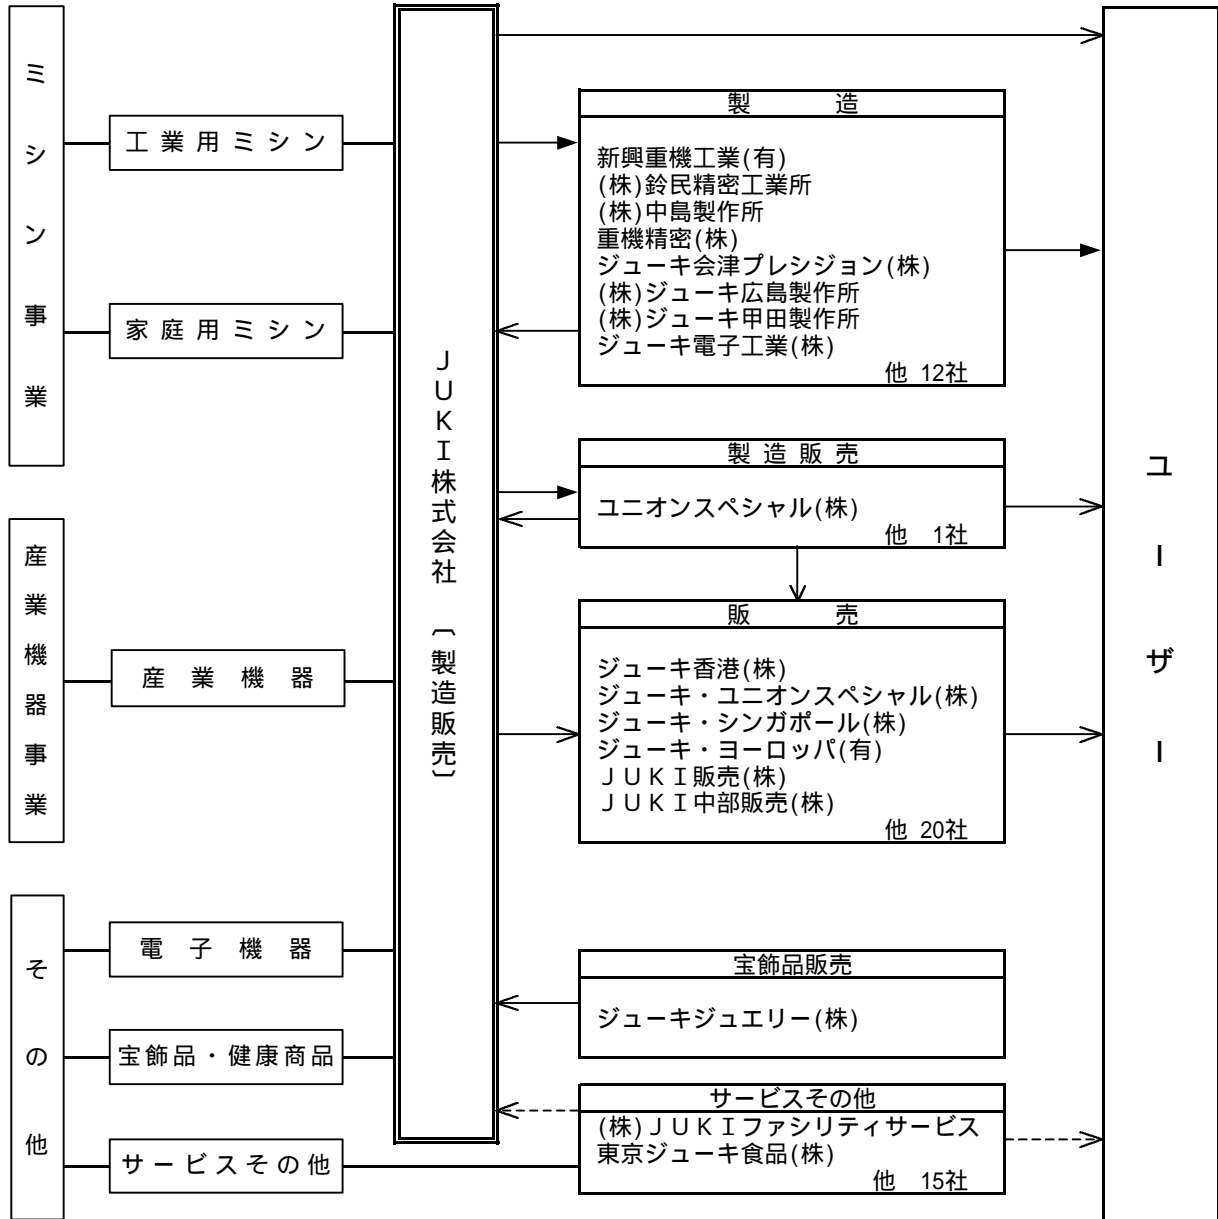 ミシン事業
工業用ミシン
家庭用ミシン
産業機器事業
産業機器
その他
電子機器
宝飾品・健康商品
サービスその他
ＪＵＫＩ株式会社 〔製造販売〕
製造
新興重機工業(有)
(株)鈴民精密工業所
(株)中島製作所
重機精密(株)
ジューキ会津プレシジョン(株)
(株)ジューキ広島製作所
(株)ジューキ甲田製作所
ジューキ電子工業(株)
他 12社
製造販売
ユニオンスペシャル(株)
他 1社
販売
ジューキ香港(株)
ジューキ・ユニオンスペシャル(株)
ジューキ・シンガポール(株)
ジューキ・ヨーロッパ(有)
ＪＵＫＩ販売(株)
ＪＵＫＩ中部販売(株)
他 20社
宝飾品販売
ジューキジュエリー(株)
サービスその他
(株)ＪＵＫＩファシリティサービス
東京ジューキ食品(株)
他 15社
ユーザー